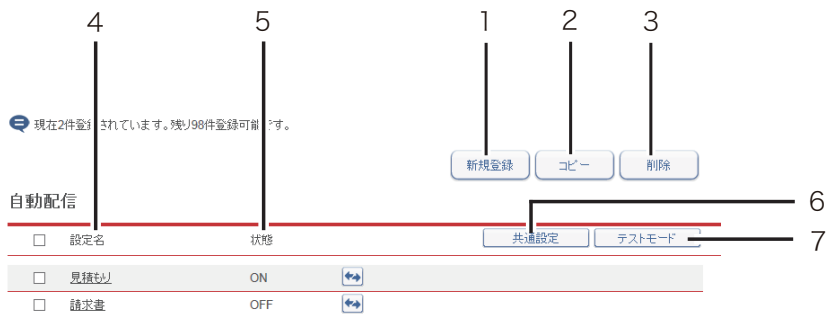 4 5 1 2 3
現在2件登録されています。残り98件登録可能です。
新規登録 コピー 削除
自動配信
6
設定名 状態 共通設定 テストモード 7
見積もり ON
請求書 OFF